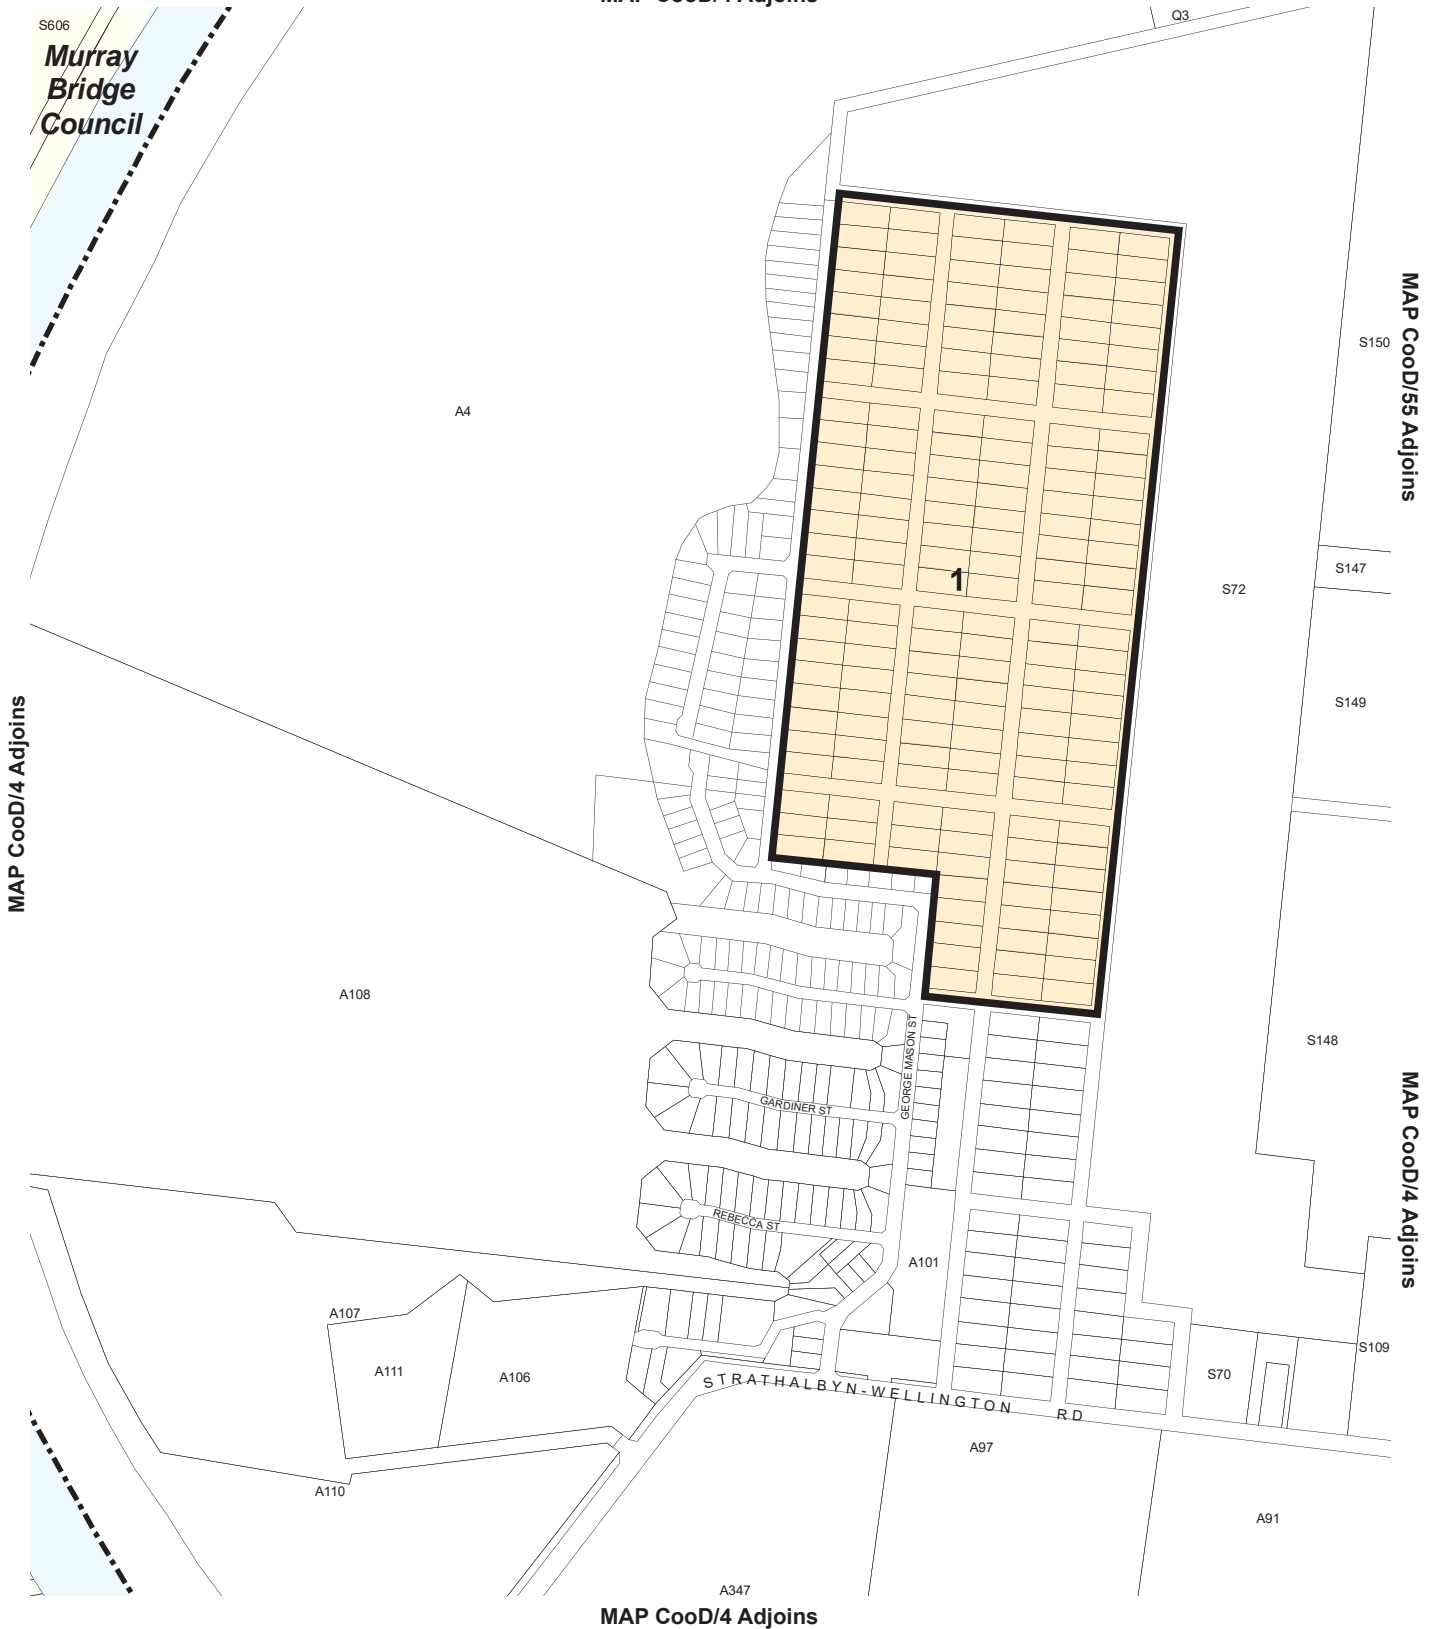 MAP CooD/4 Adjoins
S606
Q3
Murray
Bridge
Council
MAP CooD/55 Adjoins
S150
A4
S147
1
S72
S149
MAP CooD/4 Adjoins
A108
S148
GEORGE MASON ST
MAP CooD/4 Adjoins
GARDINER ST
REBECCA ST
A101
A107
S109
A111
A106
S70
STRATHALBYN-WELLINGTON RD
A97
A110
A91
A347
MAP CooD/4 Adjoins